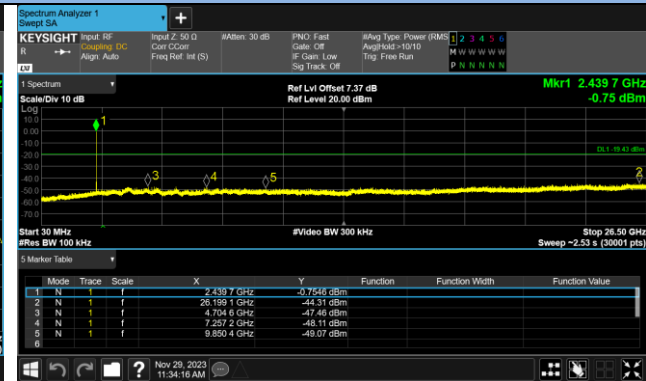 Spectrum Analyzer 1
Swept SA
+
KEYSIGHT Input: RF Input Z: 50 Ω #Atten: 30 dB PNO: Fast #Avg Type: Power (RMS 1 2 3 4 5 6
R Coupling: DC Corr CCorr Gate: Off Avg|Hold:>10/10 M W W W W W
Align: Auto Freq Ref: Int (S) IF Gain: Low Trig: Free Run
Sig Track: Off P N N N N N
LXI
1 Spectrum Ref Lvl Offset 7.37 dB Mkr1 2.439 7 GHz
Scale/Div 10 dB Ref Level 20.00 dBm -0.75 dBm
Log
10.0
0.00
-10.0
-20.0
-30.0
-40.0
-50.0
-60.0
-70.0
1
3
4
5
2
DL1 -19.43 dBm
Start 30 MHz #Video BW 300 kHz Stop 26.50 GHz
#Res BW 100 kHz Sweep ~2.53 s (30001 pts)
5 Marker Table
Mode Trace Scale X Y Function Function Width Function Value
1 N 1 f 2.439 7 GHz -0.7546 dBm
2 N 1 f 26.199 1 GHz -44.31 dBm
3 N 1 f 4.704 6 GHz -47.46 dBm
4 N 1 f 7.257 2 GHz -48.11 dBm
5 N 1 f 9.850 4 GHz -49.07 dBm
6
? Nov 29, 2023
11:34:16 AM